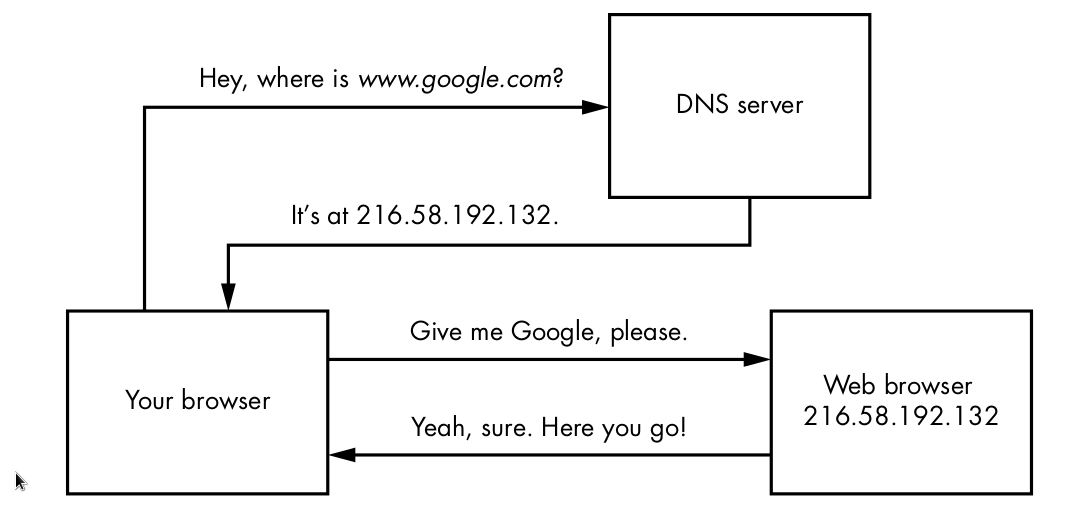 Hey, where is www.google.com?
DNS server
It’s at 216.58.192.132.
Give me Google, please.
Your browser
Web browser
216.58.192.132
Yeah, sure. Here you go!